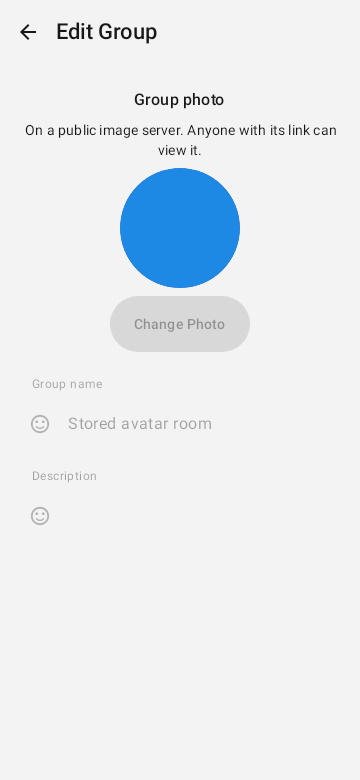 Edit Group
Group photo
On a public image server. Anyone with its link can
view it.
Change Photo
Group name
Stored avatar room
Description